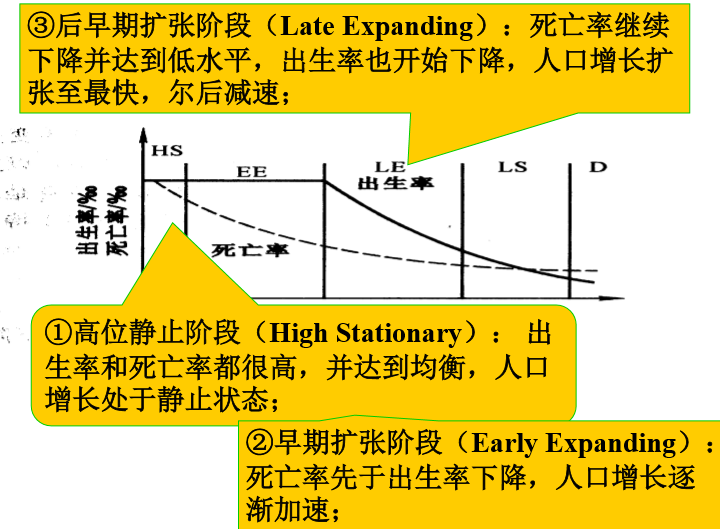 ③后早期扩张阶段（Late Expanding）：死亡率继续
下降并达到低水平，出生率也开始下降，人口增长扩
张至最快，尔后减速；
HS
EE
LE
LS
D
出生率
出生率/‰
死亡率/‰
死亡率
①高位静止阶段（High Stationary）： 出
生率和死亡率都很高，并达到均衡，人口
增长处于静止状态；
②早期扩张阶段（Early Expanding）：
死亡率先于出生率下降，人口增长逐
渐加速；